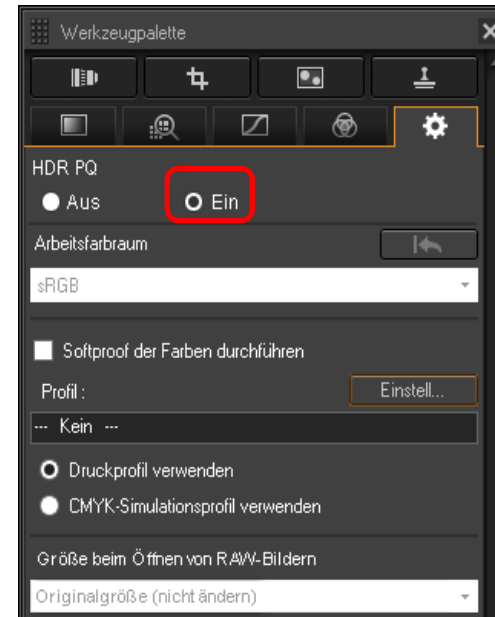 Werkzeugpalette
HDR PQ
Aus Ein
Arbeitsfarbraum
sRGB
Softproof der Farben durchführen
Profil : Einstell...
--- Kein ---
Druckprofil verwenden
CMYK-Simulationsprofil verwenden
Größe beim Öffnen von RAW-Bildern
Originalgröße (nicht ändern)